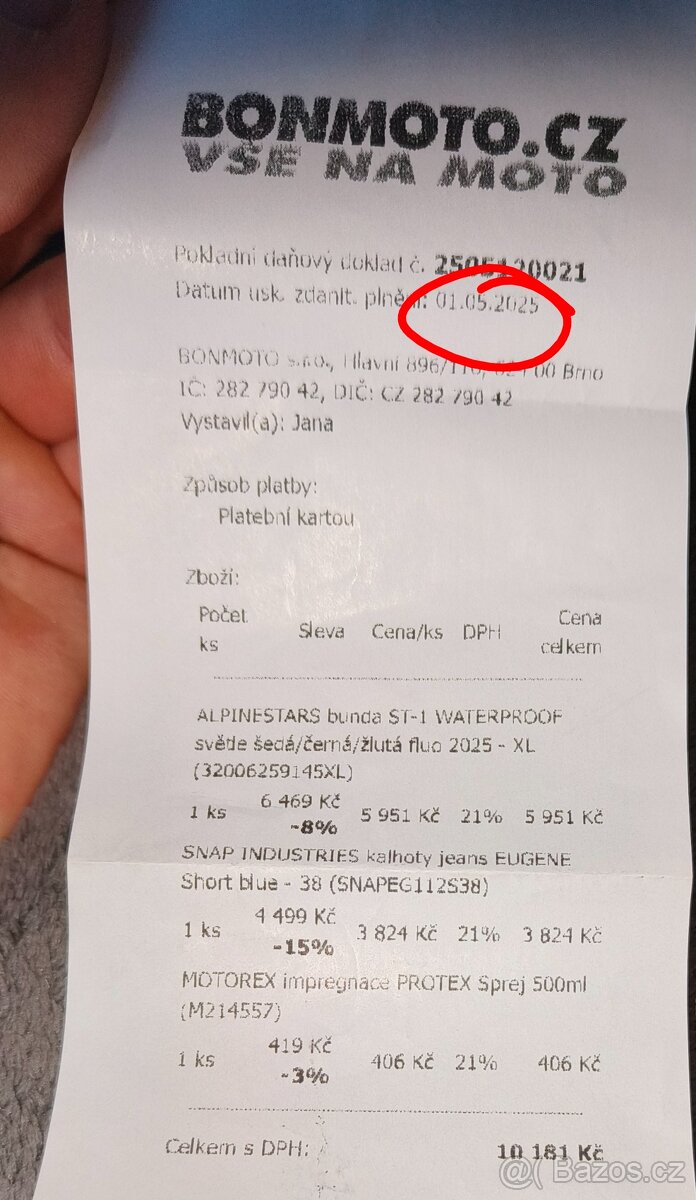 BONMOTO.CZ
VŠE NA MOTO
Pokladní daňový doklad č. 2505120021
Datum usk. zdanit. plnění: 01.05.2025
BONMOTO s.r.o., Hlavní 896/116, 00 Brno
IČ: 282 790 42, DIČ: CZ 282 790 42
Vystavil(a): Jana
Způsob platby:
Platební kartou
Zboží:
Počet ks Sleva Cena/ks DPH Cena celkem
ALPINESTARS bunda ST-1 WATERPROOF
světle šedá/černá/žlutá fluo 2025 - XL
(32006259145XL)
1 ks 6 469 Kč -8% 5 951 Kč 21% 5 951 Kč
SNAP INDUSTRIES kalhoty jeans EUGENE
Short blue - 38 (SNAPEG112S38)
1 ks 4 499 Kč -15% 3 824 Kč 21% 3 824 Kč
MOTOREX impregnace PROTEX Sprej 500ml
(M214557)
1 ks 419 Kč -3% 406 Kč 21% 406 Kč
Celkem s DPH: 10 181 Kč
Bazos.cz